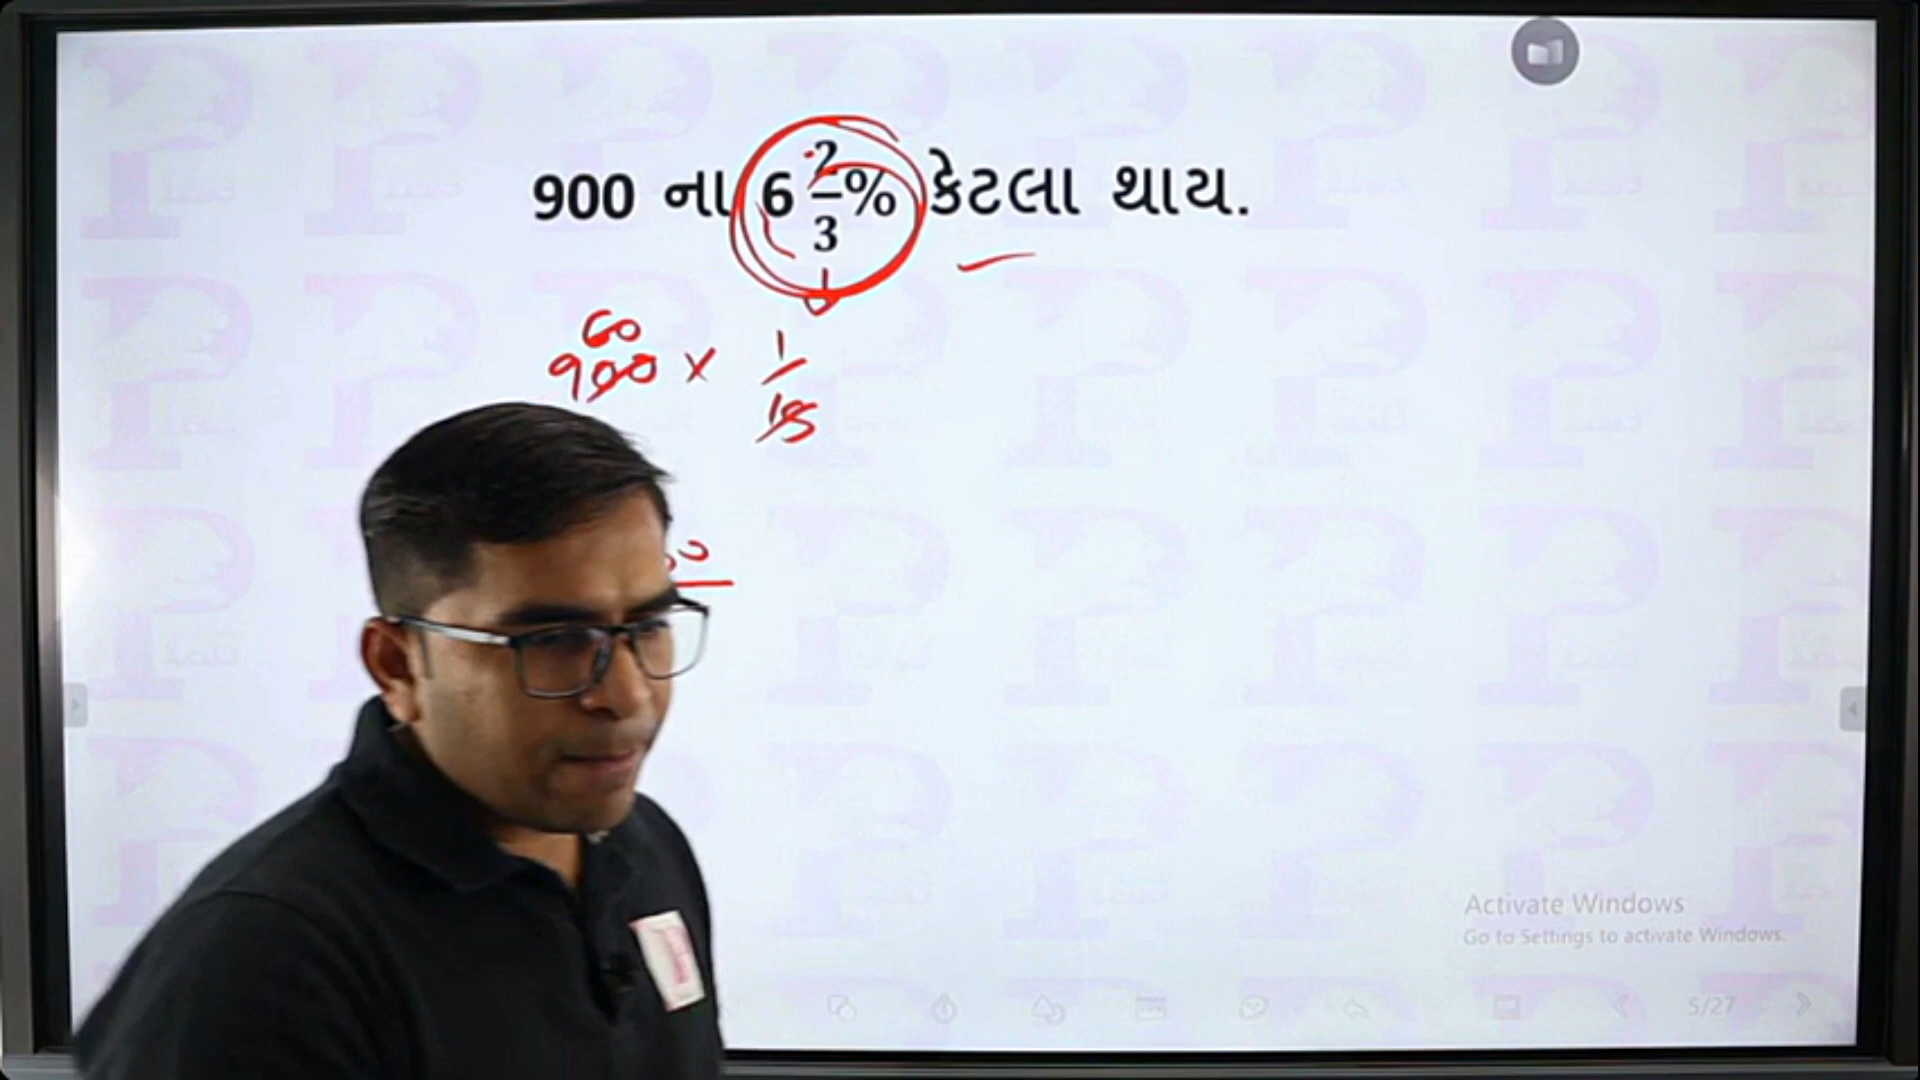 900 ના 6 2/3 % કેટલા થાય.
60
900 × 1/15
Activate Windows
Go to Settings to activate Windows.
5/27